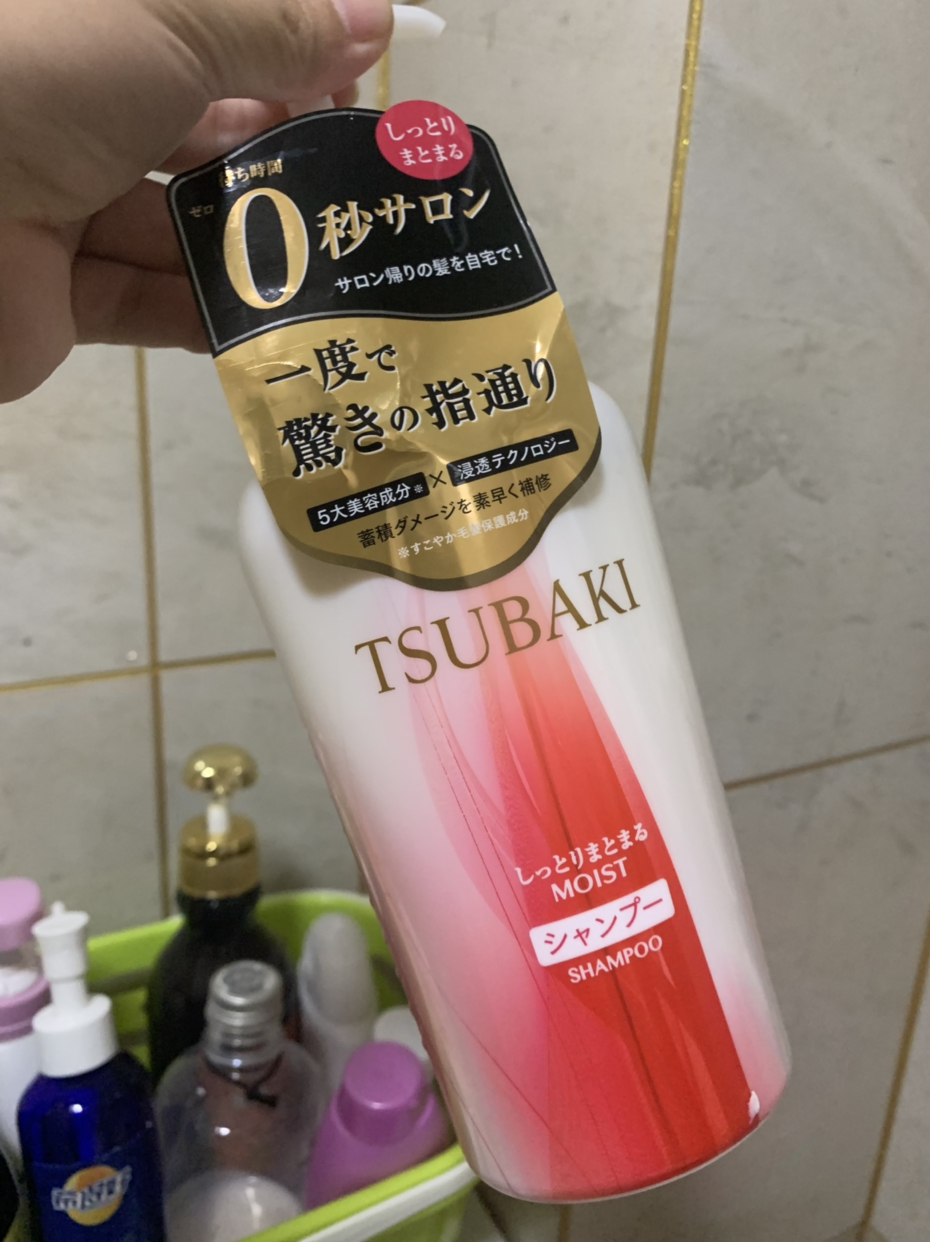 しっとり
まとまる
待ち時間
ゼロ
0秒サロン
サロン帰りの髪を自宅で！
一度で
驚きの指通り
5大美容成分※×浸透テクノロジー
蓄積ダメージを素早く補修
※すこやか毛髪保護成分
TSUBAKI
しっとりまとまる
MOIST
シャンプー
SHAMPOO